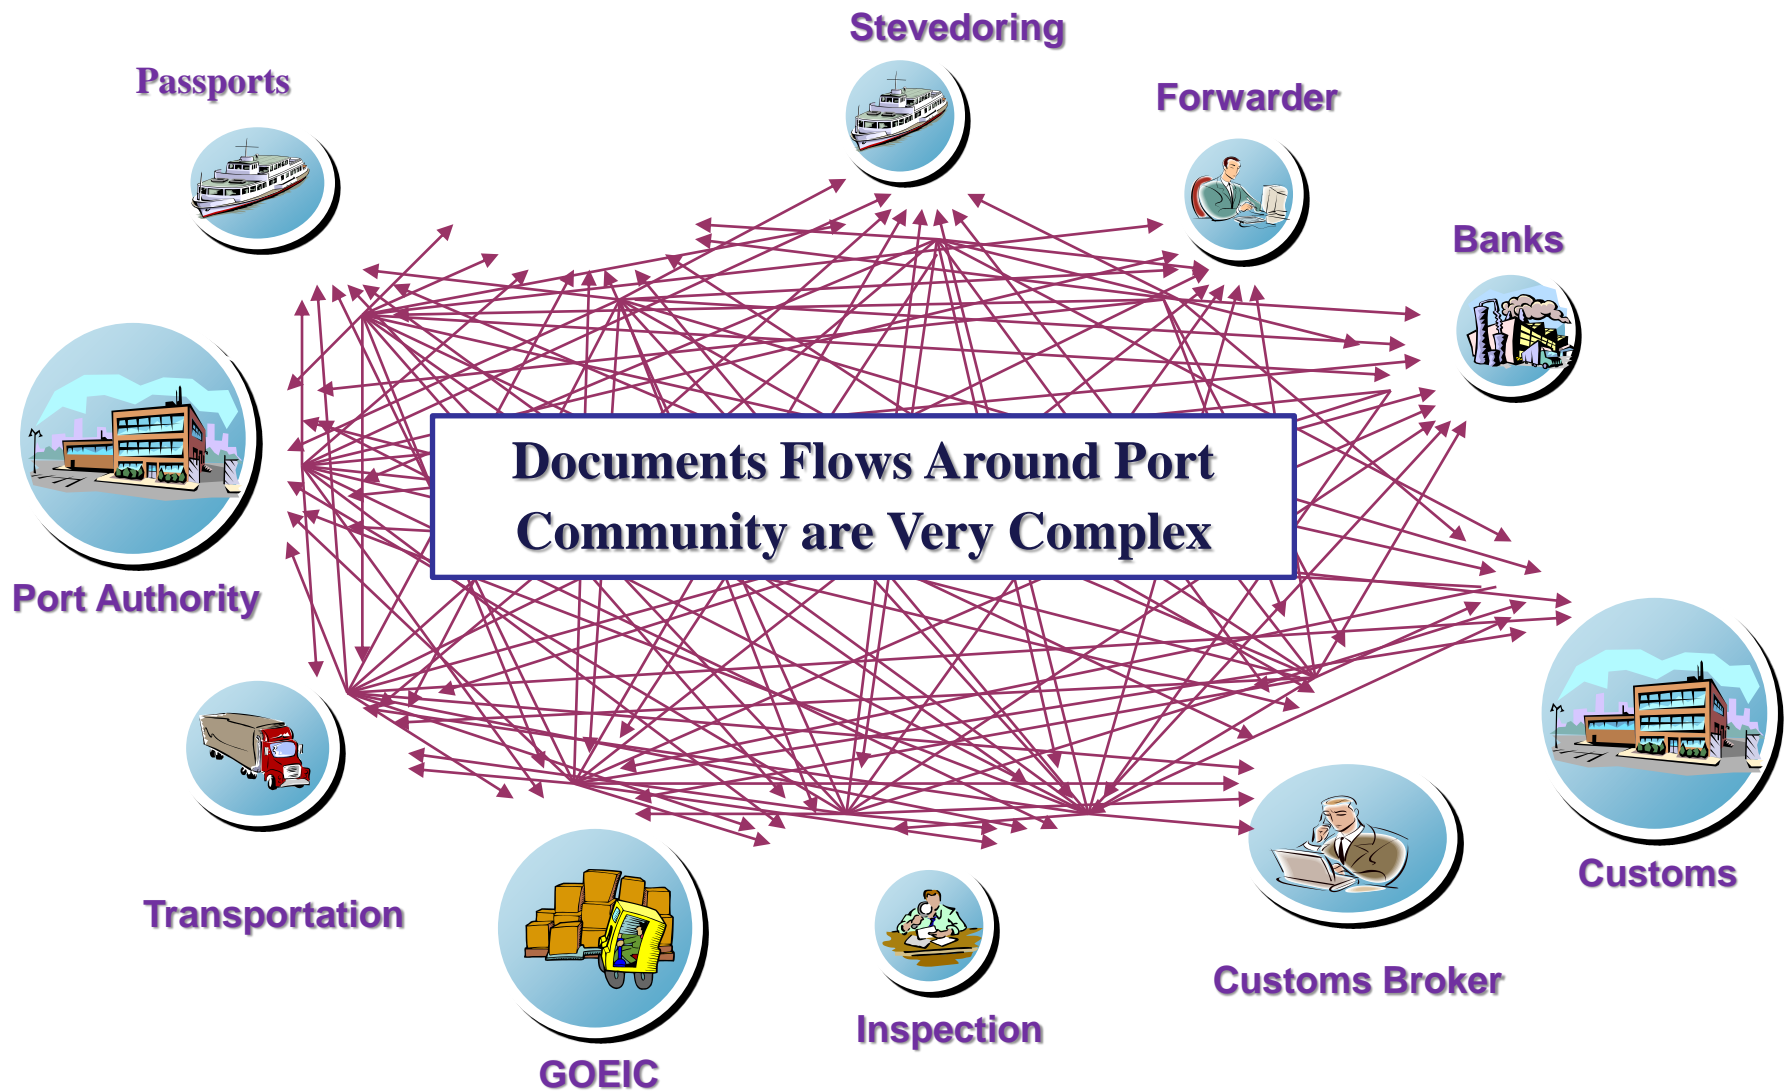 Stevedoring
Passports
Forwarder
Banks
Documents Flows Around Port
Community are Very Complex
Port Authority
Customs
Transportation
Customs Broker
Inspection
GOEIC